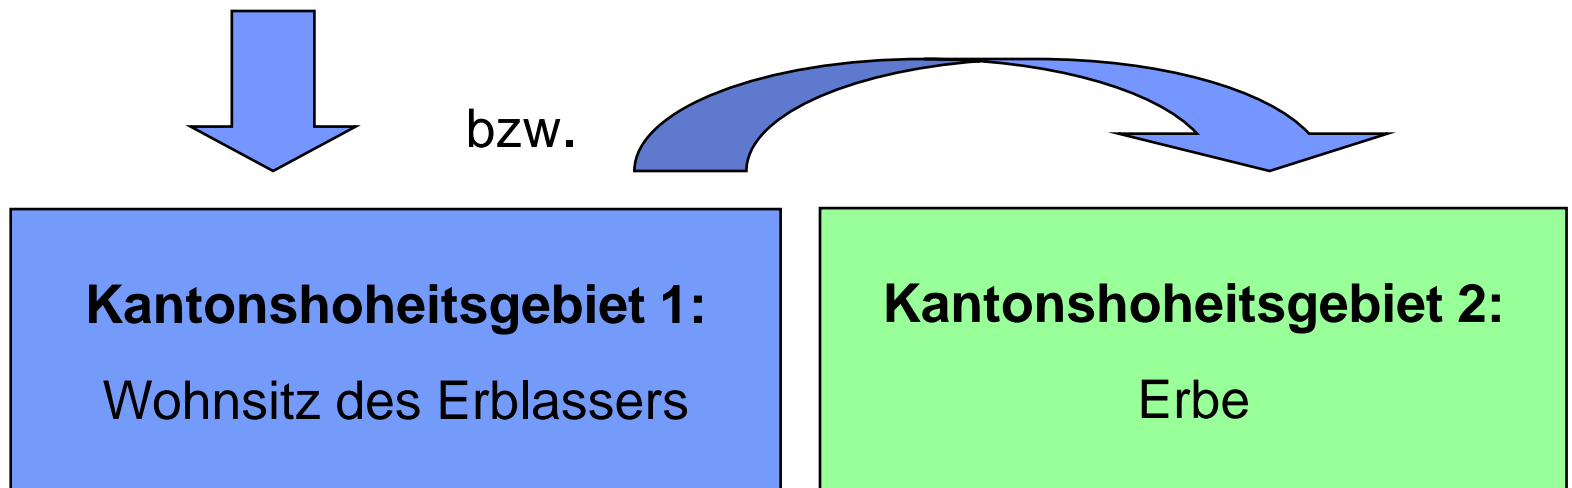 bzw.
Kantonshoheitsgebiet 1:
Wohnsitz des Erblassers
Kantonshoheitsgebiet 2:
Erbe